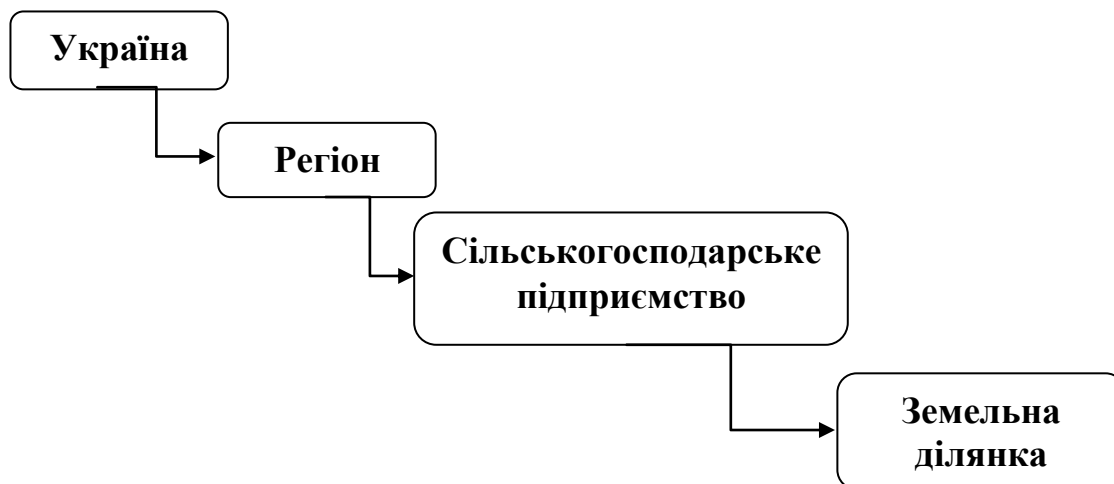 Україна
Регіон
Сільськогосподарське
підприємство
Земельна
ділянка